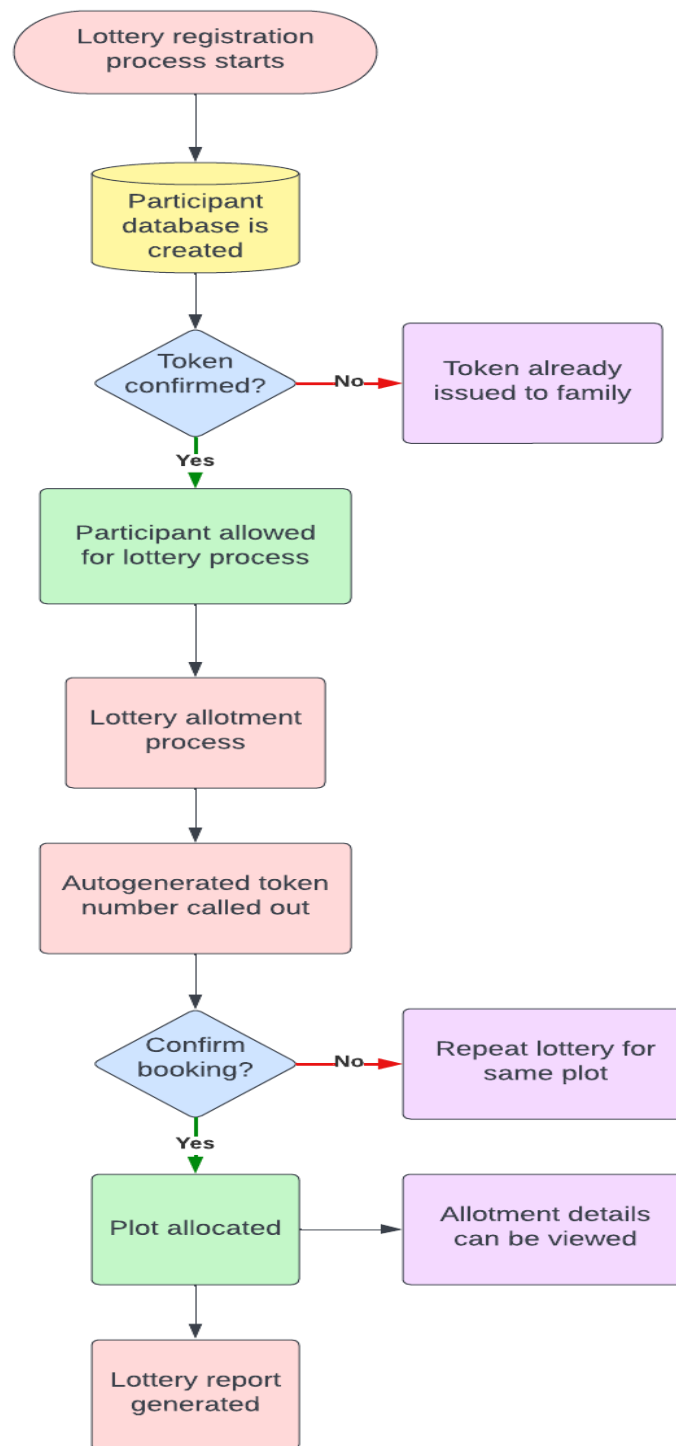 Lottery registration
process starts
Participant
database is
created
Token
confirmed?
No
Token already
issued to family
Yes
Participant allowed
for lottery process
Lottery allotment
process
Autogenerated token
number called out
Confirm
booking?
No
Repeat lottery for
same plot
Yes
Plot allocated
Allotment details
can be viewed
Lottery report
generated